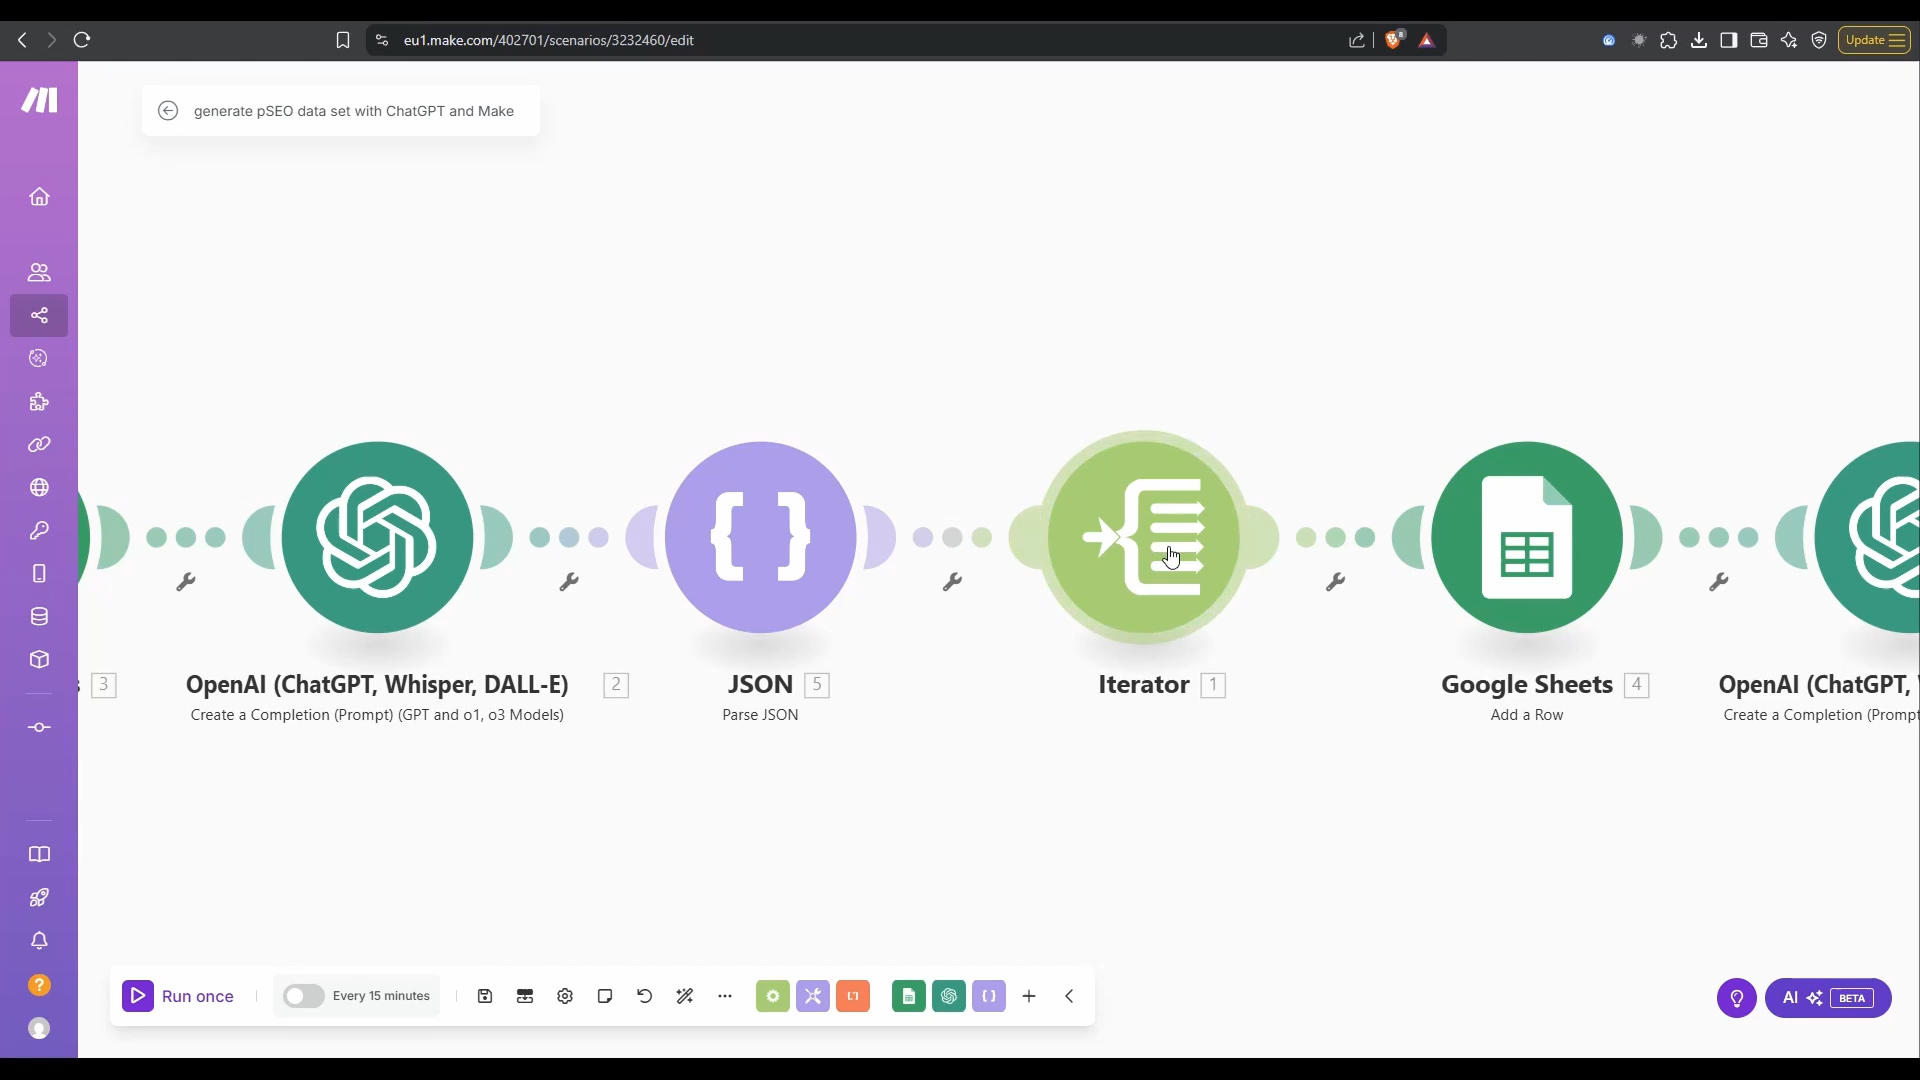 eu1.make.com/402701/scenarios/3232460/edit
8
Update
generate pSEO data set with ChatGPT and Make
3
OpenAI (ChatGPT, Whisper, DALL-E) 2
Create a Completion (Prompt) (GPT and o1, o3 Models)
JSON 5
Parse JSON
Iterator 1
Google Sheets 4
Add a Row
OpenAI (ChatGPT,
Create a Completion (Prompt
Run once
Every 15 minutes
AI BETA
?